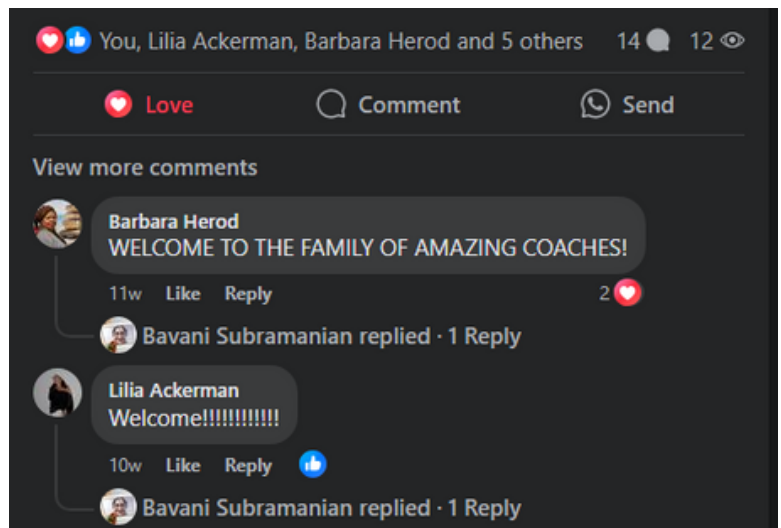 You, Lilia Ackerman, Barbara Herod and 5 others 14 12
Love Comment Send
View more comments
Barbara Herod
WELCOME TO THE FAMILY OF AMAZING COACHES!
11w Like Reply 2
Bavani Subramanian replied · 1 Reply
Lilia Ackerman
Welcome!!!!!!!!!!!!
10w Like Reply
Bavani Subramanian replied · 1 Reply